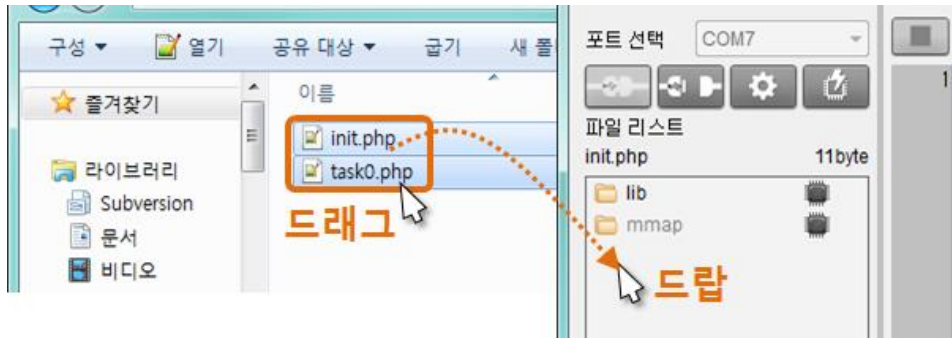 구성 열기 공유 대상 굽기 새 폴
즐겨찾기
라이브러리
Subversion
문서
비디오
이름
init.php
task0.php
드래그
포트 선택 COM7
파일 리스트
init.php 11byte
lib
mmap
드랍
1